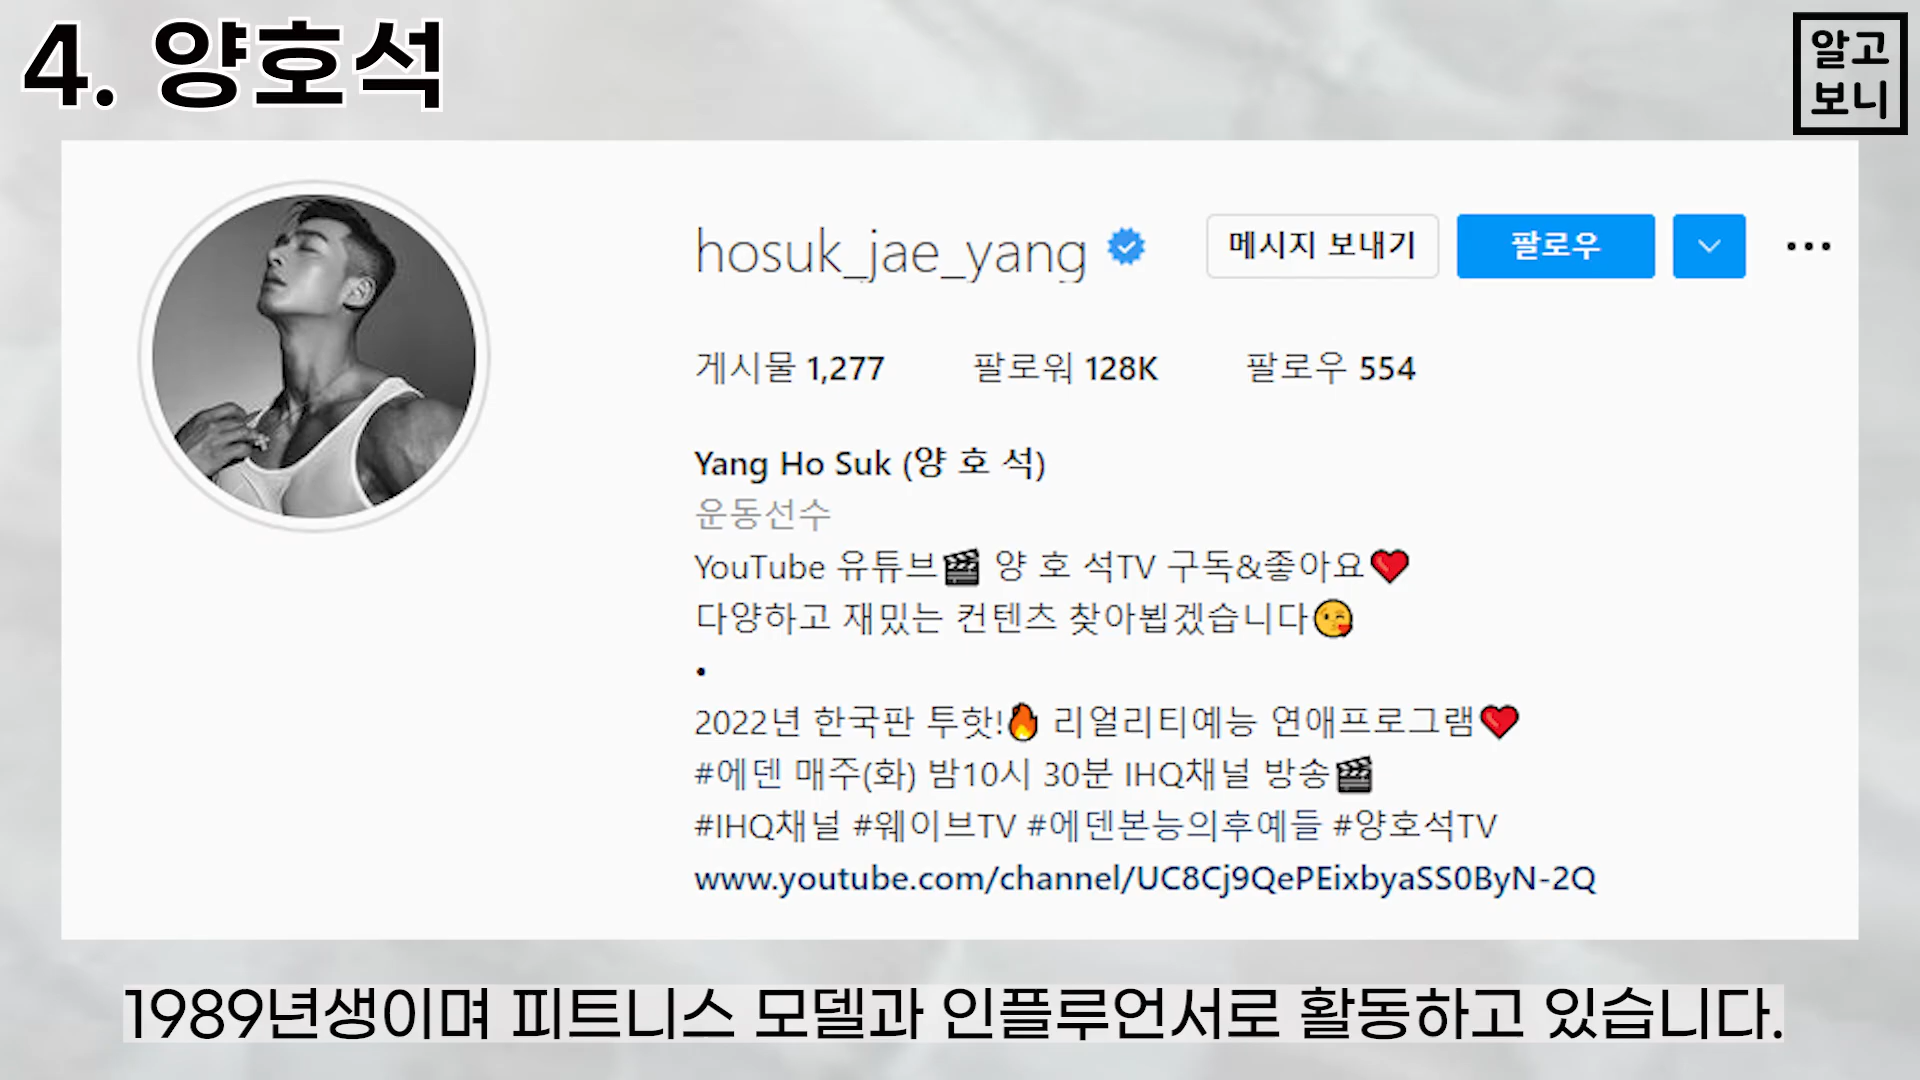 4. 양호석
알고
보니
hosuk_jae_yang
메시지 보내기
팔로우
게시물 1,277 팔로워 128K 팔로우 554
Yang Ho Suk (양 호 석)
운동선수
YouTube 유튜브🎬 양 호 석TV 구독&좋아요❤️
다양하고 재밌는 컨텐츠 찾아뵙겠습니다😘
•
2022년 한국판 투핫!🔥 리얼리티예능 연애프로그램❤️
#에덴 매주(화) 밤10시 30분 IHQ채널 방송🎬
#IHQ채널 #웨이브TV #에덴본능의후예들 #양호석TV
www.youtube.com/channel/UC8Cj9QePEixbyaSS0ByN-2Q
1989년생이며 피트니스 모델과 인플루언서로 활동하고 있습니다.